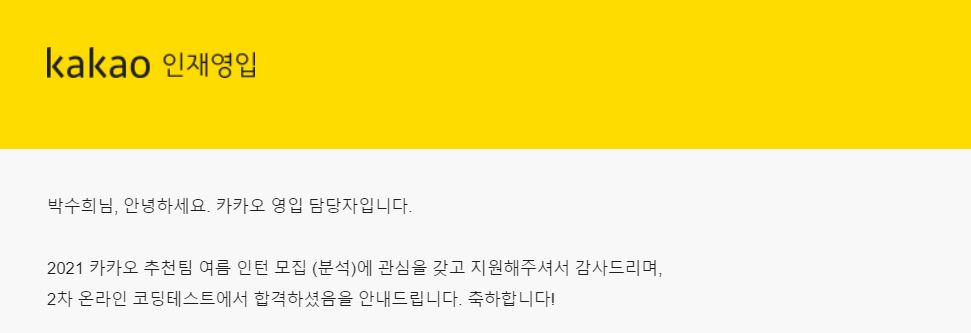 kakao 인재영입
박수희님, 안녕하세요. 카카오 영입 담당자입니다.
2021 카카오 추천팀 여름 인턴 모집 (분석)에 관심을 갖고 지원해주셔서 감사드리며,
2차 온라인 코딩테스트에서 합격하셨음을 안내드립니다. 축하합니다!